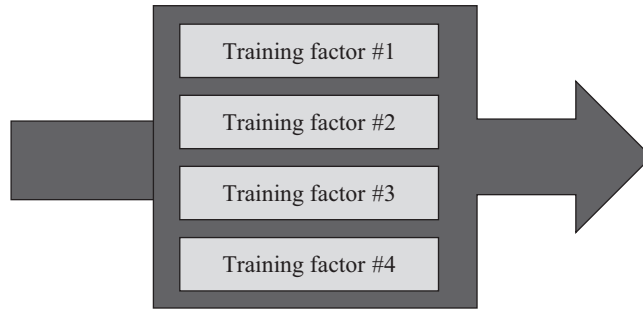 Training factor #1
Training factor #2
Training factor #3
Training factor #4